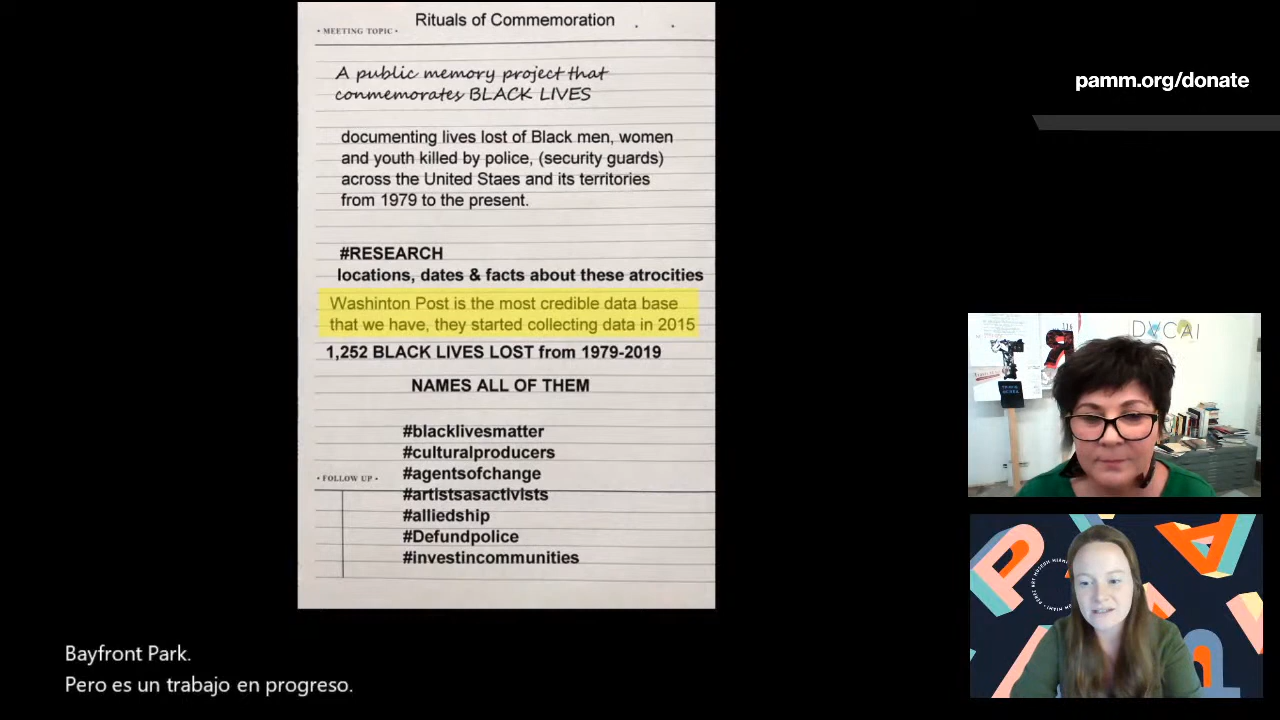 Rituals of Commemoration
• MEETING TOPIC •
A public memory project that
conmemorates BLACK LIVES
documenting lives lost of Black men, women
and youth killed by police, (security guards)
across the United Staes and its territories
from 1979 to the present.
#RESEARCH
locations, dates & facts about these atrocities
Washinton Post is the most credible data base
that we have, they started collecting data in 2015
1,252 BLACK LIVES LOST from 1979-2019
NAMES ALL OF THEM
#blacklivesmatter
#culturalproducers
#agentsofchange
• FOLLOW UP •
#artistsasactivists
#alliedship
#Defundpolice
#investincommunities
pamm.org/donate
DVCAI
Bayfront Park.
Pero es un trabajo en progreso.